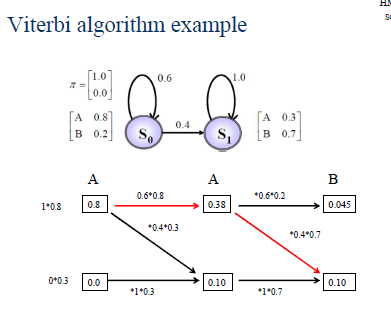 HM
Viterbi algorithm example
π = [1.0
0.0]
0.6
1.0
[A 0.8
B 0.2]
S0
0.4
S1
[A 0.3
B 0.7]
A A B
1*0.8 0.8 0.6*0.8 0.38 *0.6*0.2 0.045
*0.4*0.3 *0.4*0.7
0*0.3 0.0 *1*0.3 0.10 *1*0.7 0.10